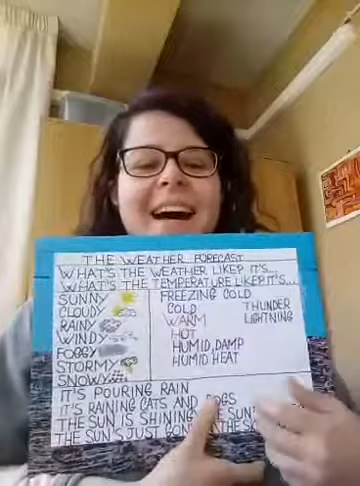 THE WEATHER FORECAST
WHAT'S THE WEATHER LIKE? IT'S...
WHAT'S THE TEMPERATURE LIKE? IT'S...
SUNNY
CLOUDY
RAINY
WINDY
FOGGY
STORMY
SNOWY
FREEZING COLD
COLD
WARM
HOT
HUMID, DAMP
HUMID HEAT
THUNDER
LIGHTNING
IT'S POURING RAIN
IT'S RAINING CATS AND DOGS
THE SUN IS SHINING
THE SUN'S JUST